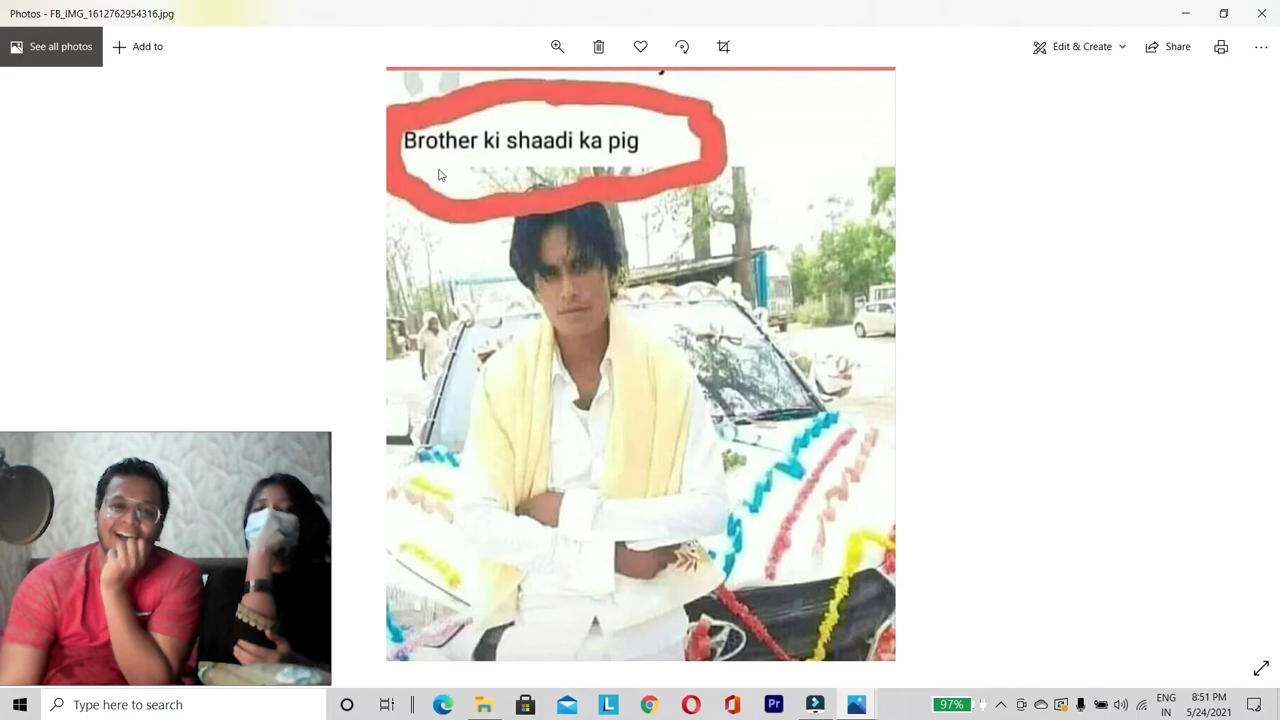 Photos - FB_IMG_1612762954316.jpg
See all photos
Add to
Edit & Create
Share
Brother ki shaadi ka pig
Type here to search
L
Pr
97%
ENG
IN
8:51 PM
5/24/2021